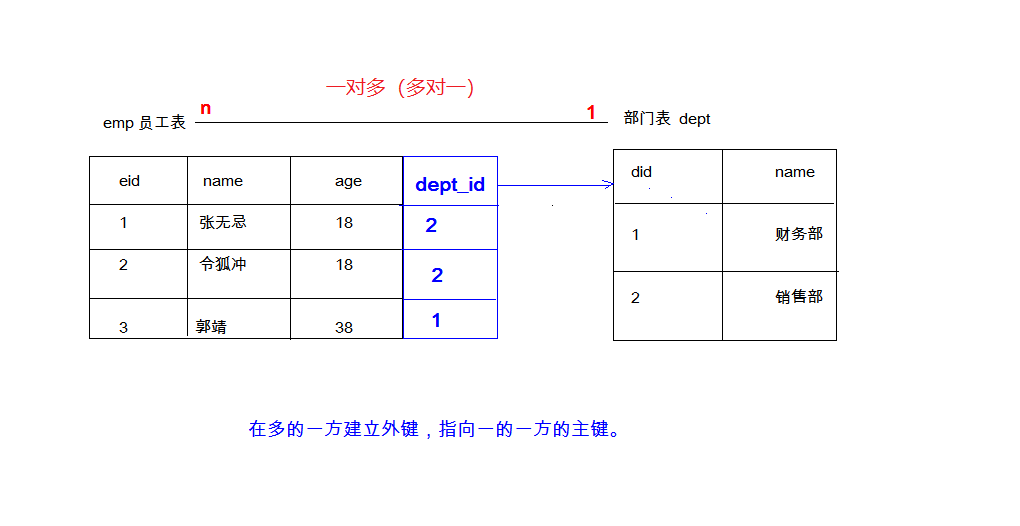 一对多（多对一）
n
1
emp 员工表
部门表 dept
eid name age dept_id
1 张无忌 18 2
2 令狐冲 18 2
3 郭靖 38 1
did name
1 财务部
2 销售部
在多的一方建立外键，指向一的一方的主键。